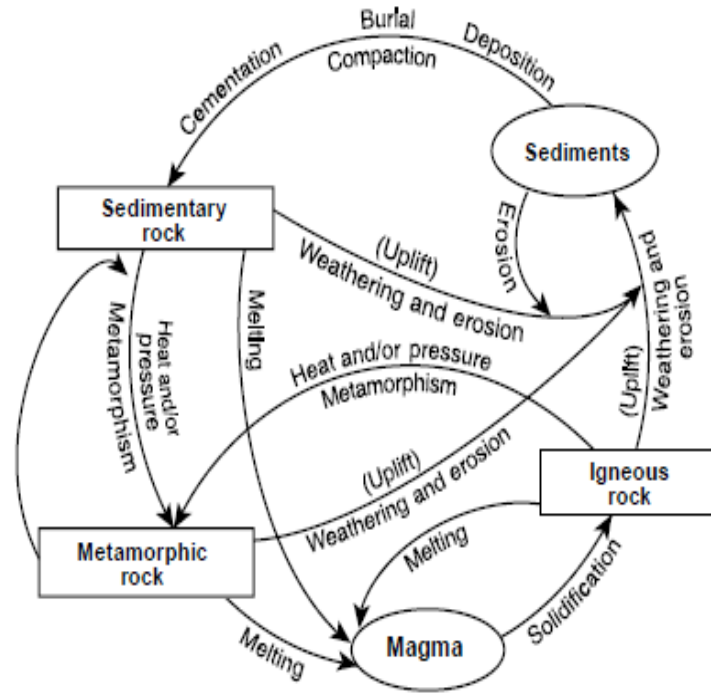 Burial
Deposition
Cementation
Compaction
Sediments
Sedimentary
rock
Erosion
(Uplift)
Weathering and erosion
Weathering and
erosion
(Uplift)
Melting
Heat and/or
pressure
Metamorphism
Heat and/or pressure
Metamorphism
(Uplift)
Weathering and erosion
Igneous
rock
Metamorphic
rock
Melting
Solidification
Melting
Magma